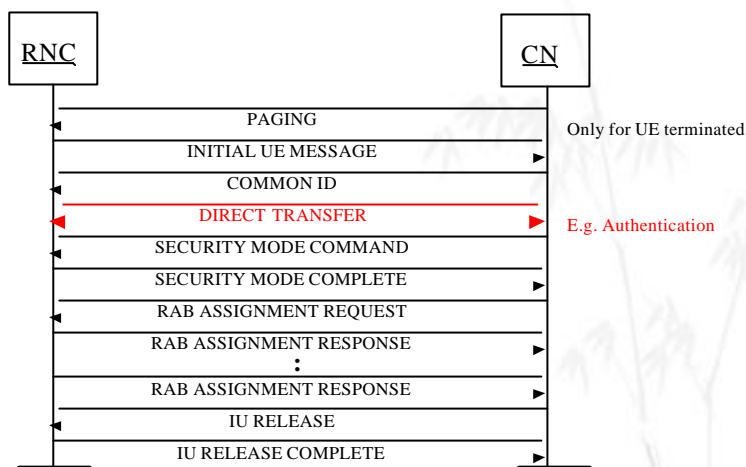 RNC
CN
PAGING
Only for UE terminated
INITIAL UE MESSAGE
COMMON ID
DIRECT TRANSFER
E.g. Authentication
SECURITY MODE COMMAND
SECURITY MODE COMPLETE
RAB ASSIGNMENT REQUEST
RAB ASSIGNMENT RESPONSE
:
RAB ASSIGNMENT RESPONSE
IU RELEASE
IU RELEASE COMPLETE